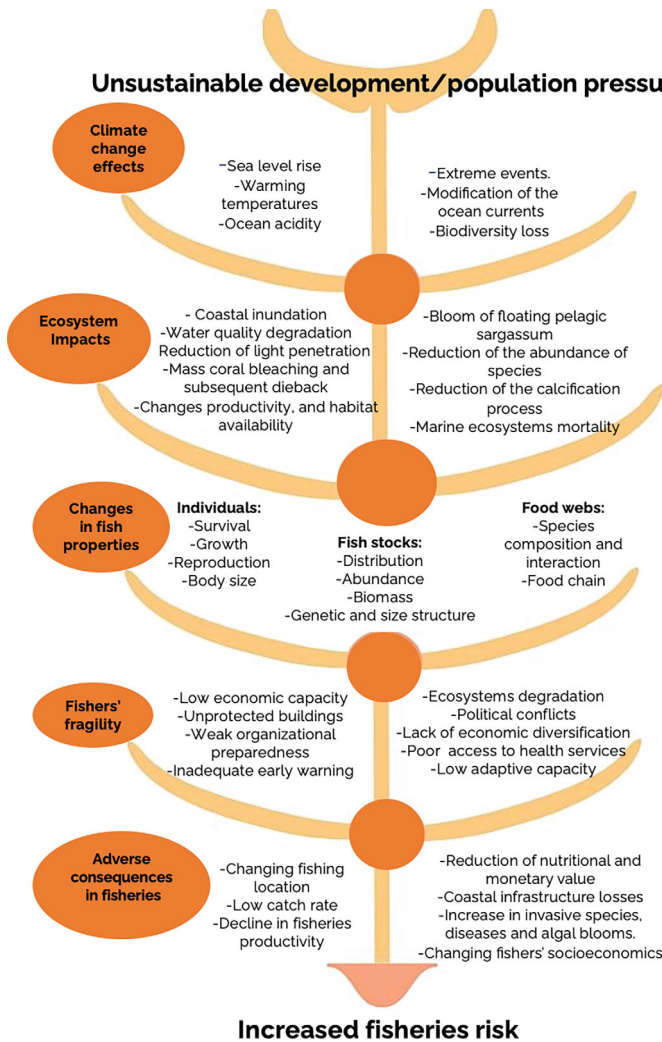 Unsustainable development/population pressu
Climate
change
effects
-Sea level rise
-Warming
temperatures
-Ocean acidity
-Extreme events.
-Modification of the
ocean currents
-Biodiversity loss
Ecosystem
Impacts
- Coastal inundation
-Water quality degradation
Reduction of light penetration
-Mass coral bleaching and
subsequent dieback
-Changes productivity, and habitat
availability
-Bloom of floating pelagic
sargassum
-Reduction of the abundance of
species
-Reduction of the calcification
process
-Marine ecosystems mortality
Changes
in fish
properties
Individuals:
-Survival
-Growth
-Reproduction
-Body size
Fish stocks:
-Distribution
-Abundance
-Biomass
-Genetic and size structure
Food webs:
-Species
composition and
interaction
-Food chain
Fishers'
fragility
-Low economic capacity
-Unprotected buildings
-Weak organizational
preparedness
-Inadequate early warning
-Ecosystems degradation
-Political conflicts
-Lack of economic diversification
-Poor access to health services
-Low adaptive capacity
Adverse
consequences
in fisheries
-Changing fishing
location
-Low catch rate
-Decline in fisheries
productivity
-Reduction of nutritional and
monetary value
-Coastal infrastructure losses
-Increase in invasive species,
diseases and algal blooms.
-Changing fishers' socioeconomics
Increased fisheries risk